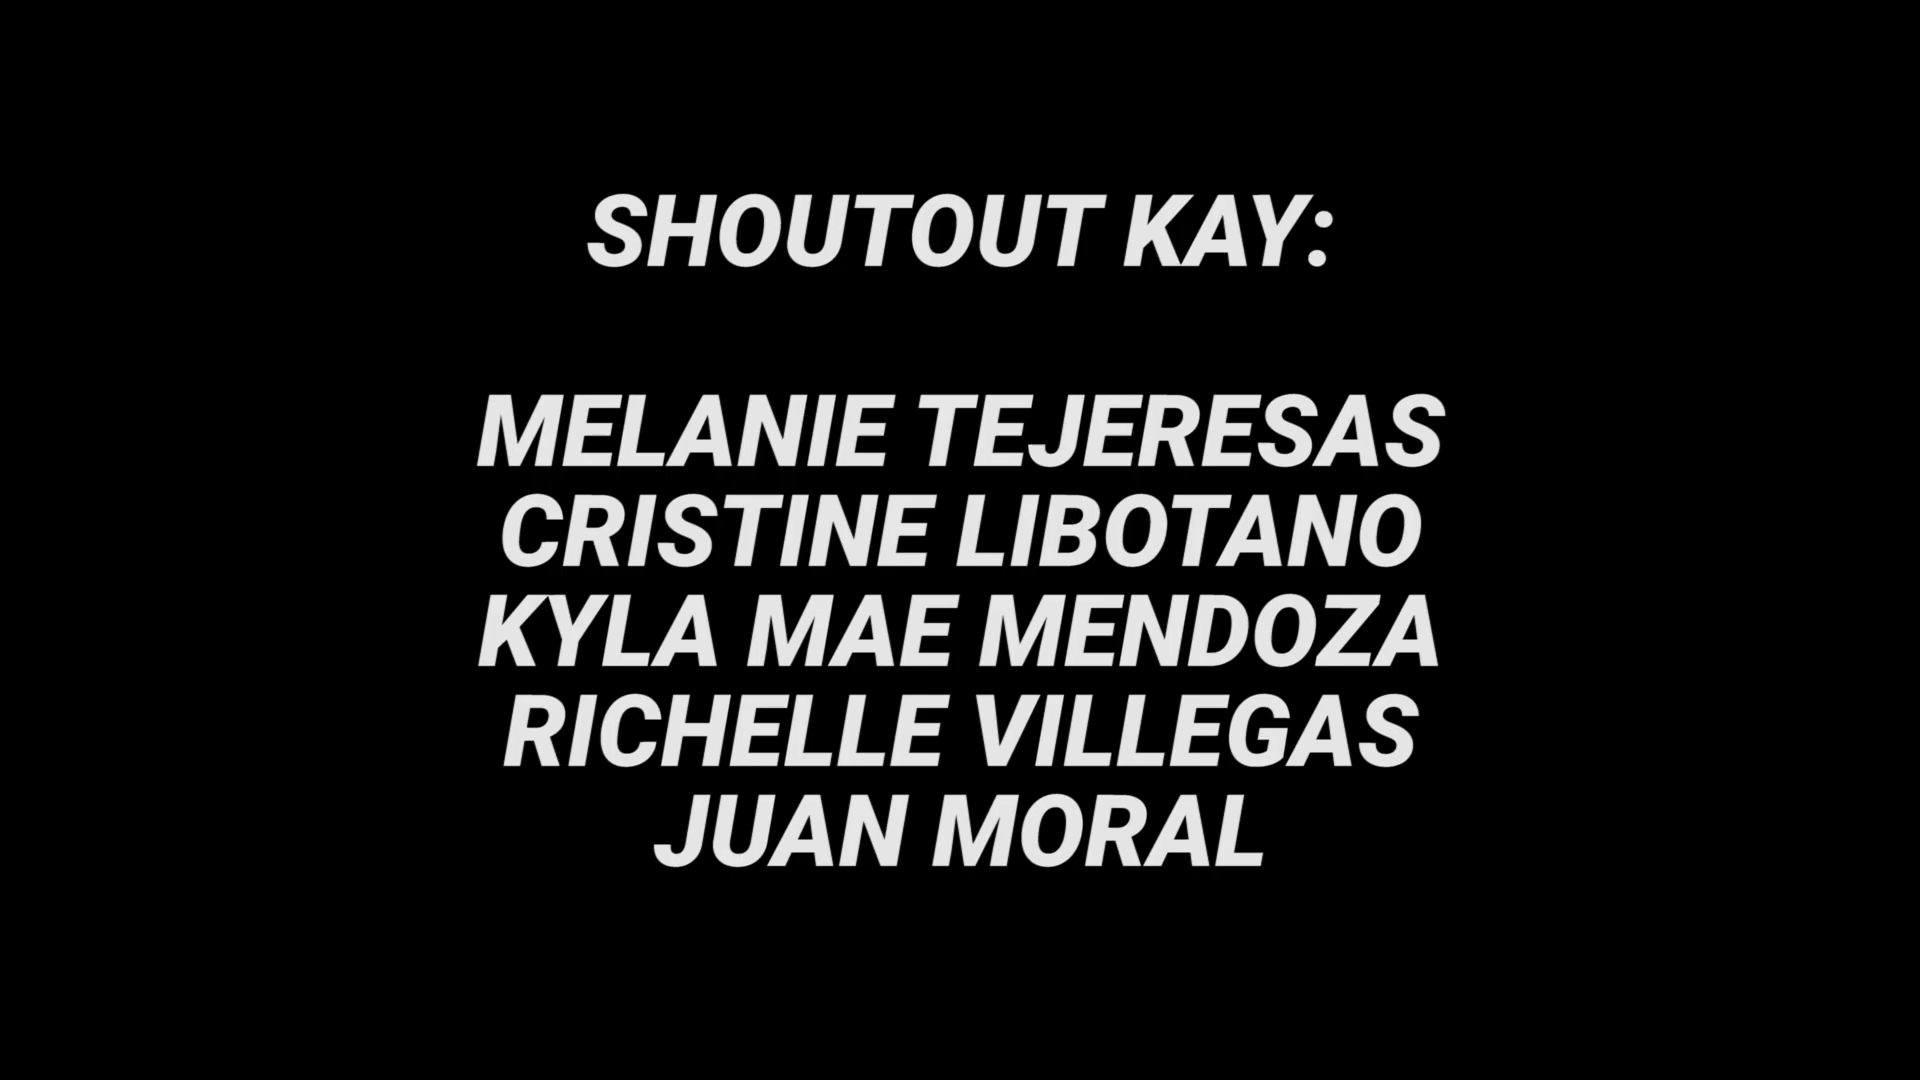 SHOUTOUT KAY:
MELANIE TEJERESAS
CRISTINE LIBOTANO
KYLA MAE MENDOZA
RICHELLE VILLEGAS
JUAN MORAL